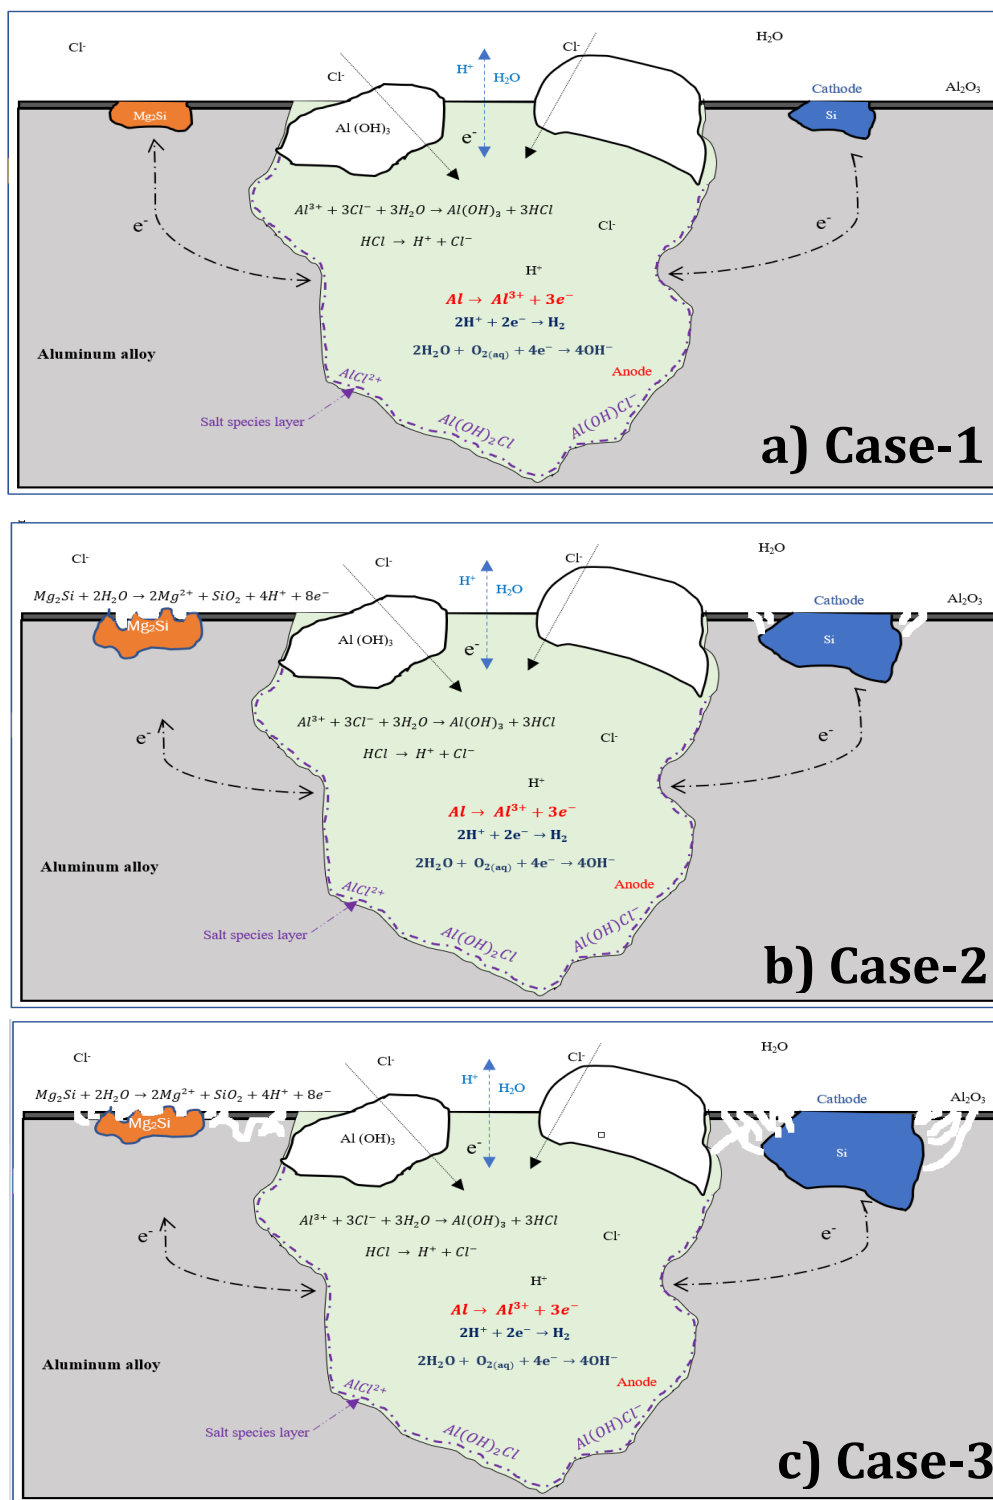 Cl-
Cl-
Cl-
H₂O
H⁺
H₂O
Cathode
Al₂O₃
Mg₂Si
Al (OH)₃
e-
Si
Al³⁺ + 3Cl⁻ + 3H₂O → Al(OH)₃ + 3HCl
Cl-
e-
e-
HCl → H⁺ + Cl⁻
H⁺
Al → Al³⁺ + 3e⁻
2H⁺ + 2e⁻ → H₂
2H₂O + O₂₍aq₎ + 4e⁻ → 4OH⁻
Aluminum alloy
AlCl²⁺
Anode
Salt species layer
Al(OH)₂Cl
Al(OH)Cl⁻
a) Case-1
Cl-
Cl-
Cl-
H₂O
H⁺
H₂O
Mg₂Si + 2H₂O → 2Mg²⁺ + SiO₂ + 4H⁺ + 8e⁻
Cathode
Al₂O₃
Mg₂Si
Al (OH)₃
e-
Si
Al³⁺ + 3Cl⁻ + 3H₂O → Al(OH)₃ + 3HCl
Cl-
e-
e-
HCl → H⁺ + Cl⁻
H⁺
Al → Al³⁺ + 3e⁻
2H⁺ + 2e⁻ → H₂
2H₂O + O₂₍aq₎ + 4e⁻ → 4OH⁻
Aluminum alloy
AlCl²⁺
Anode
Salt species layer
Al(OH)₂Cl
Al(OH)Cl⁻
b) Case-2
Cl-
Cl-
Cl-
H₂O
H⁺
H₂O
Mg₂Si + 2H₂O → 2Mg²⁺ + SiO₂ + 4H⁺ + 8e⁻
Cathode
Al₂O₃
Mg₂Si
Al (OH)₃
e-
Si
Al³⁺ + 3Cl⁻ + 3H₂O → Al(OH)₃ + 3HCl
Cl-
e-
e-
HCl → H⁺ + Cl⁻
H⁺
Al → Al³⁺ + 3e⁻
2H⁺ + 2e⁻ → H₂
2H₂O + O₂₍aq₎ + 4e⁻ → 4OH⁻
Aluminum alloy
AlCl²⁺
Anode
Salt species layer
Al(OH)₂Cl
Al(OH)Cl⁻
c) Case-3